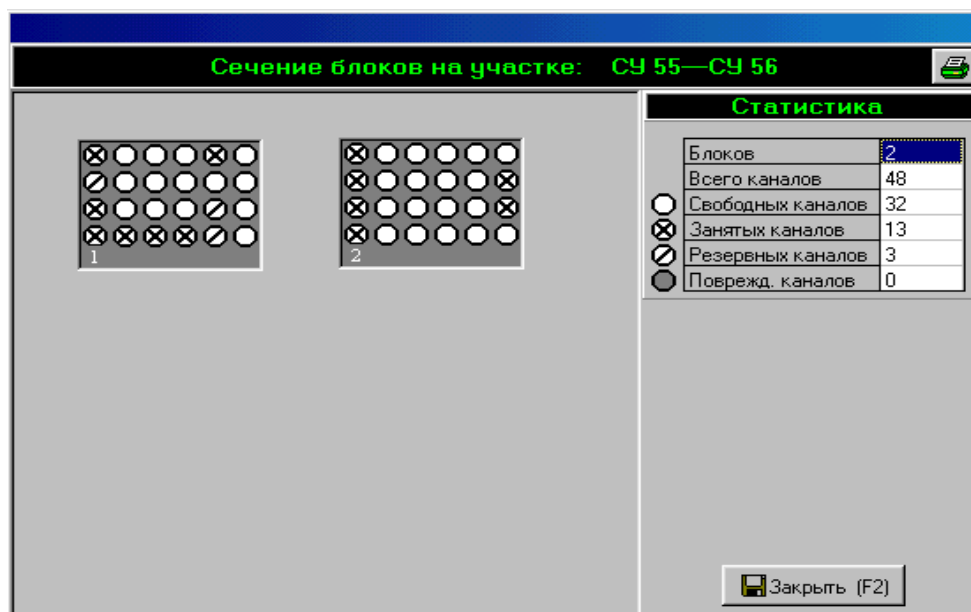 Сечение блоков на участке: СУ 55—СУ 56
Статистика
Блоков 2
Всего каналов 48
Свободных каналов 32
Занятых каналов 13
Резервных каналов 3
Поврежд. каналов 0
1
2
Закрыть (F2)